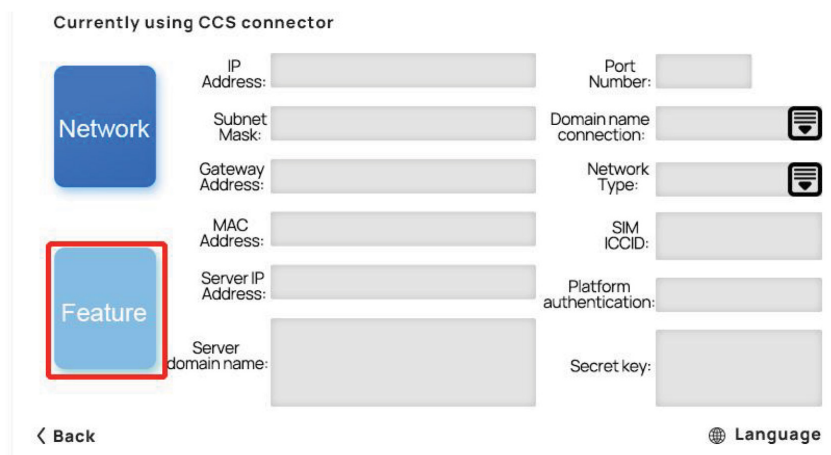 Currently using CCS connector
Network
IP
Address:
Subnet
Mask:
Gateway
Address:
MAC
Address:
Server IP
Address:
Server
domain name:
Port
Number:
Domain name
connection:
Network
Type:
SIM
ICCID:
Platform
authentication:
Secret key:
Feature
Back
Language